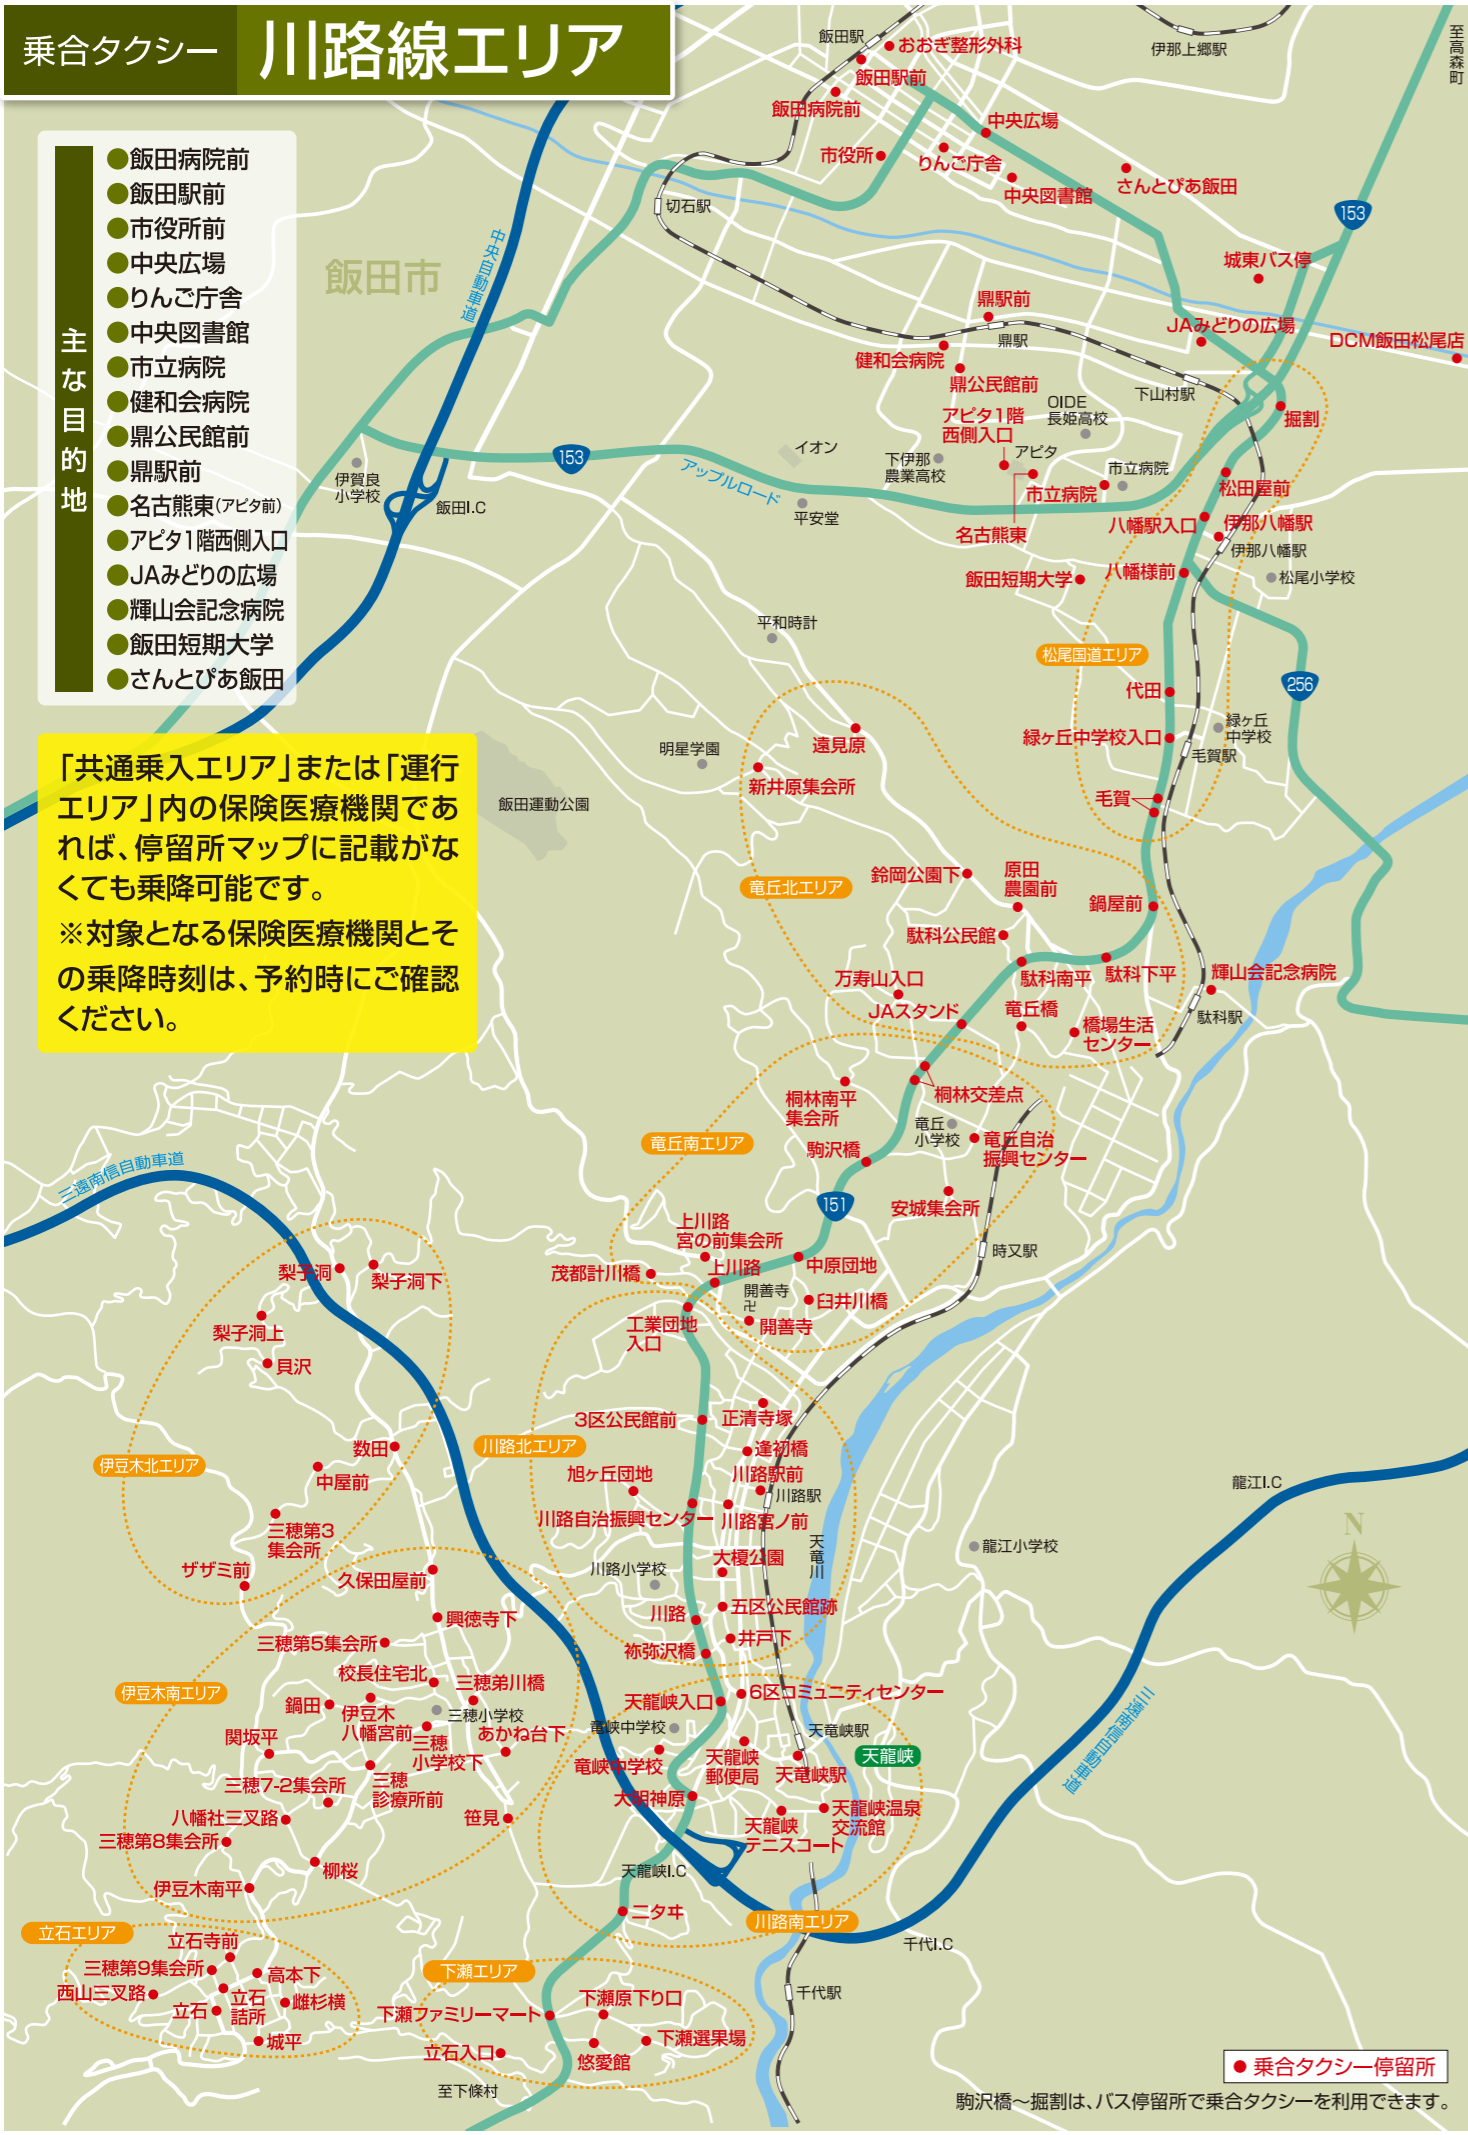 乗合タクシー
川路線エリア
主な目的地
●飯田病院前
●飯田駅前
●市役所前
●中央広場
●りんご庁舎
●中央図書館
●市立病院
●健和会病院
●鼎公民館前
●鼎駅前
●名古熊東(アピタ前)
●アピタ1階西側入口
●JAみどりの広場
●輝山会記念病院
●飯田短期大学
●さんとぴあ飯田
「共通乗入エリア」または「運行
エリア」内の保険医療機関であ
れば、停留所マップに記載がな
くても乗降可能です。
※対象となる保険医療機関とそ
の乗降時刻は、予約時にご確認
ください。
飯田市
中央自動車道
飯田駅
おおぎ整形外科
飯田駅前
飯田病院前
伊那上郷駅
至高森町
中央広場
市役所
りんご庁舎
中央図書館
さんとぴあ飯田
切石駅
153
城東バス停
鼎駅前
鼎駅
JAみどりの広場
DCM飯田松尾店
健和会病院
鼎公民館前
下山村駅
OIDE
長姫高校
アピタ1階
西側入口
掘割
イオン
アピタ
下伊那
農業高校
市立病院
市立病院
153
アップルロード
伊賀良
小学校
飯田I.C
平安堂
名古熊東
松田屋前
八幡駅入口
伊那八幡駅
伊那八幡駅
飯田短期大学
八幡様前
松尾小学校
平和時計
松尾国道エリア
代田
256
緑ヶ丘中学校入口
緑ヶ丘
中学校
毛賀駅
遠見原
明星学園
新井原集会所
飯田運動公園
毛賀
竜丘北エリア
鈴岡公園下
原田
農園前
鍋屋前
駄科公民館
駄科南平
駄科下平
輝山会記念病院
万寿山入口
JAスタンド
竜丘橋
橋場生活
センター
駄科駅
桐林交差点
桐林南平
集会所
竜丘
小学校
竜丘自治
振興センター
竜丘南エリア
駒沢橋
安城集会所
151
時又駅
三遠南信自動車道
上川路
宮の前集会所
茂都計川橋
上川路
中原団地
開善寺
卍
臼井川橋
開善寺
工業団地
入口
梨子洞
梨子洞下
梨子洞上
貝沢
3区公民館前
正清寺塚
数田
川路北エリア
逢初橋
伊豆木北エリア
中屋前
旭ヶ丘団地
川路駅前
川路駅
川路自治振興センター
川路宮ノ前
三穂第3
集会所
天竜川
龍江I.C
龍江小学校
N
ザザミ前
久保田屋前
川路小学校
大榎公園
興徳寺下
川路
五区公民館跡
三穂第5集会所
井戸下
祢弥沢橋
校長住宅北
三穂弟川橋
伊豆木南エリア
鍋田
伊豆木
八幡宮前
三穂小学校
三穂
小学校下
あかね台下
天龍峡入口
6区コミュニティセンター
竜峡中学校
天竜峡駅
関坂平
竜峡中学校
天龍峡
郵便局
天竜峡駅
天龍峡
三穂7-2集会所
三穂
診療所前
三遠南信自動車道
八幡社三叉路
笹見
大明神原
天龍峡
テニスコート
天龍峡温泉
交流館
三穂第8集会所
柳桜
天龍峡I.C
伊豆木南平
ニタヰ
川路南エリア
千代I.C
立石エリア
立石寺前
三穂第9集会所
高本下
西山三叉路
立石
立石
詰所
雌杉横
城平
下瀬エリア
下瀬ファミリーマート
下瀬原下り口
千代駅
立石入口
悠愛館
下瀬選果場
至下條村
● 乗合タクシー停留所
駒沢橋～掘割は、バス停留所で乗合タクシーを利用できます。